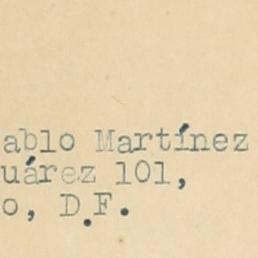 ablo Martínez
uárez 101,
o, D.F.